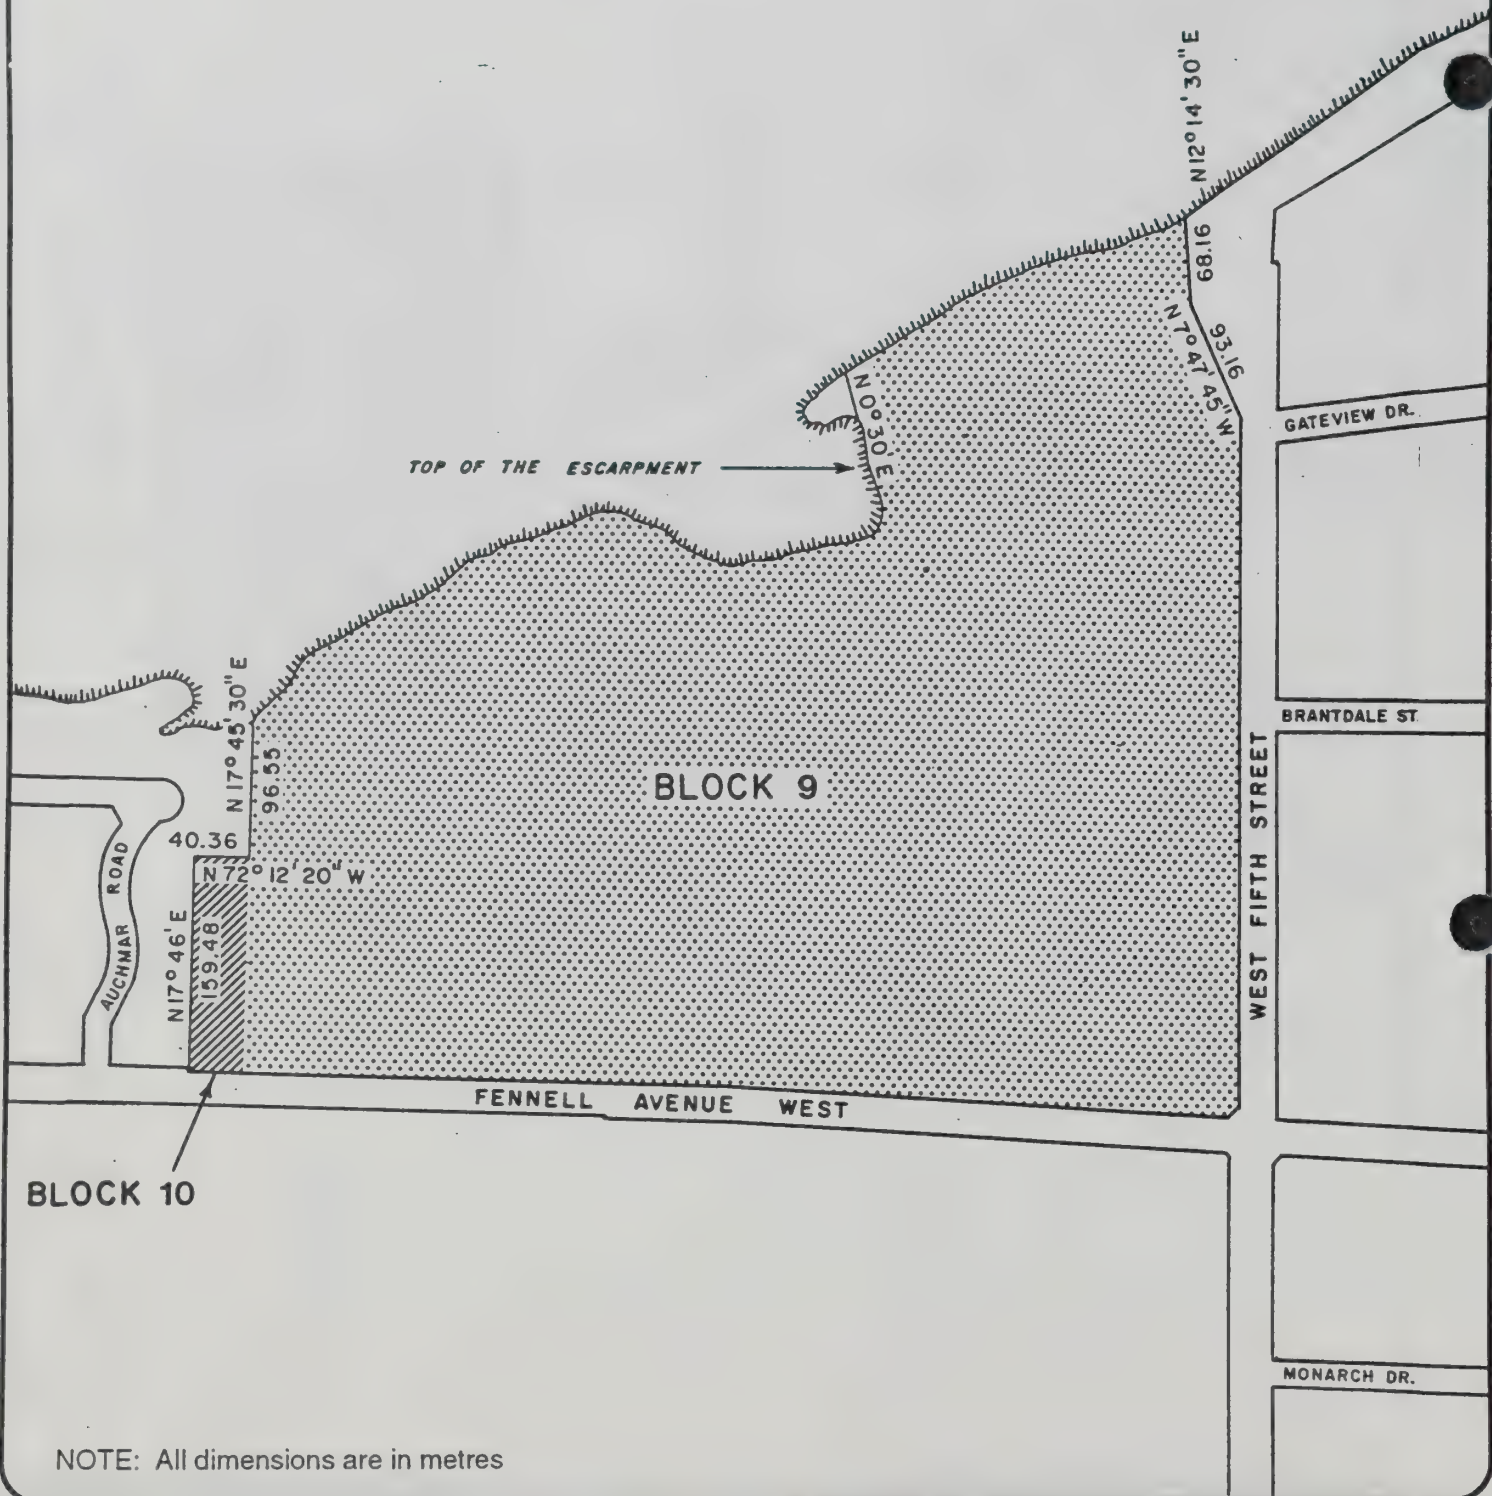 N12°14'30"E
68.16
93.16
N7°47'45"W
GATEVIEW DR.
N0°30'E
TOP OF THE ESCARPMENT
N17°45'30"E
96.55
BRANTDALE ST.
BLOCK 9
WEST FIFTH STREET
40.36
N72°12'20"W
AUCHMAR ROAD
N17°46'E
159.48
FENNELL AVENUE WEST
BLOCK 10
MONARCH DR.
NOTE: All dimensions are in metres